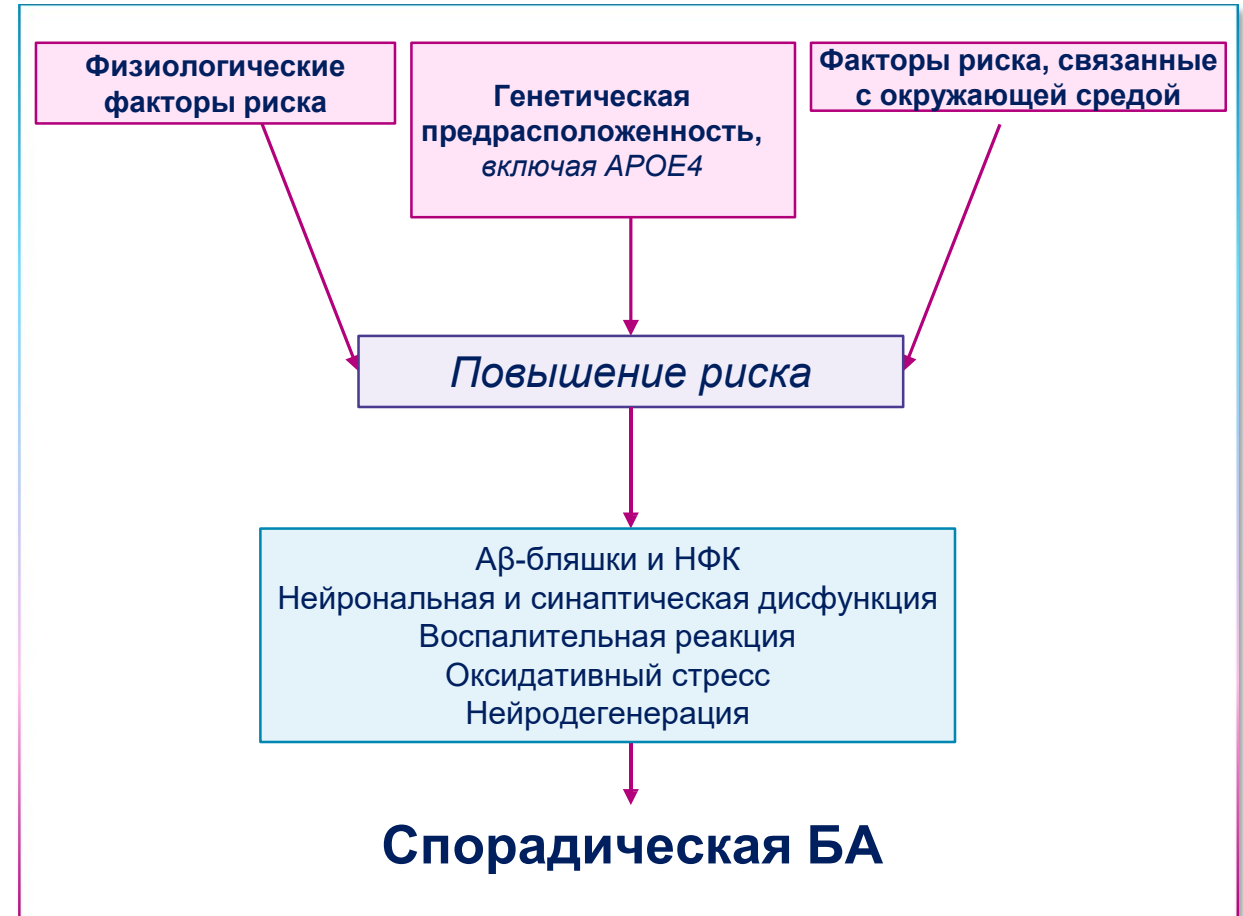 Физиологические
факторы риска
Генетическая
предрасположенность,
включая APOE4
Факторы риска, связанные
с окружающей средой
Повышение риска
Aβ-бляшки и НФК
Нейрональная и синаптическая дисфункция
Воспалительная реакция
Оксидативный стресс
Нейродегенерация
Спорадическая БА